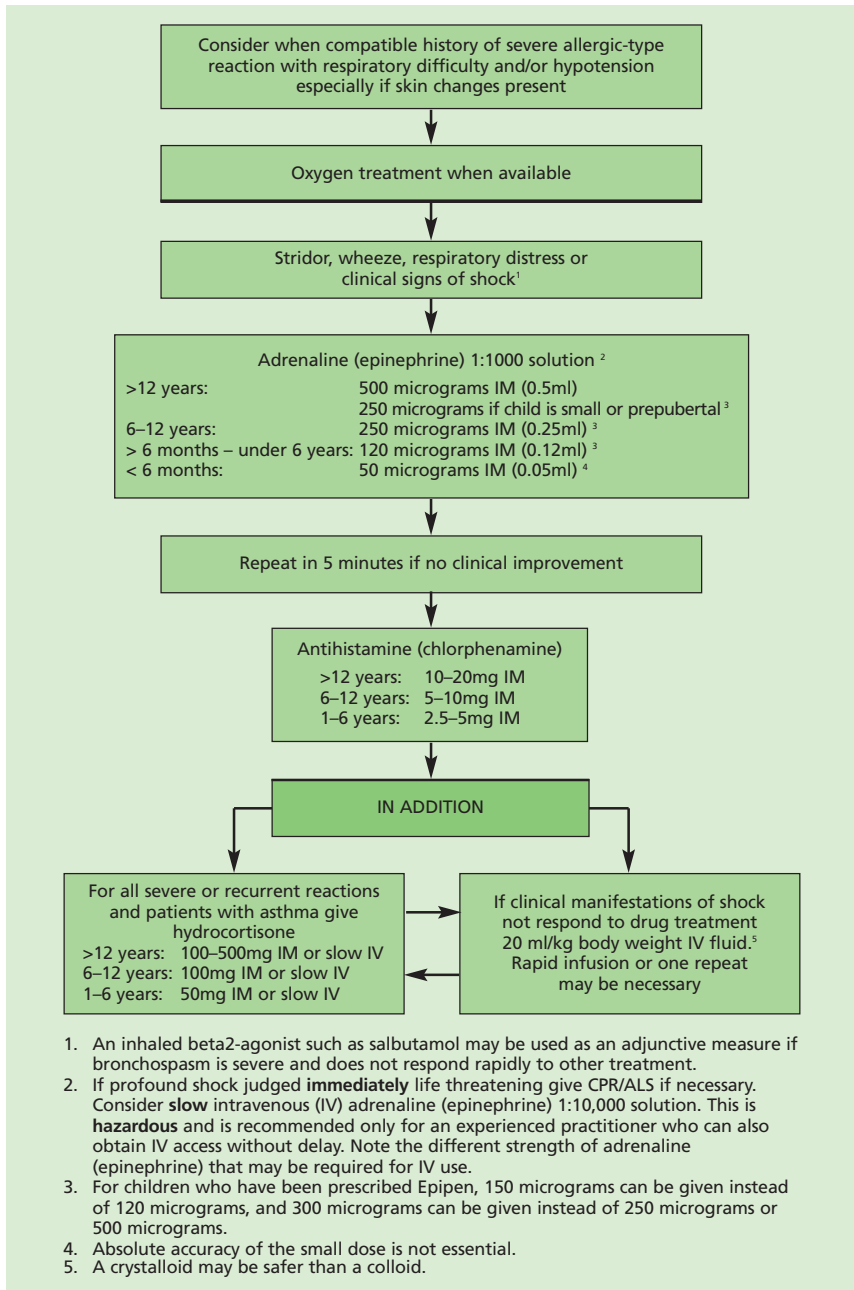 Consider when compatible history of severe allergic-type
reaction with respiratory difficulty and/or hypotension
especially if skin changes present
Oxygen treatment when available
Stridor, wheeze, respiratory distress or
clinical signs of shock¹
Adrenaline (epinephrine) 1:1000 solution ²
>12 years: 500 micrograms IM (0.5ml)
250 micrograms if child is small or prepubertal ³
6–12 years: 250 micrograms IM (0.25ml) ³
> 6 months – under 6 years: 120 micrograms IM (0.12ml) ³
< 6 months: 50 micrograms IM (0.05ml) ⁴
Repeat in 5 minutes if no clinical improvement
Antihistamine (chlorphenamine)
>12 years: 10–20mg IM
6–12 years: 5–10mg IM
1–6 years: 2.5–5mg IM
IN ADDITION
For all severe or recurrent reactions
and patients with asthma give
hydrocortisone
>12 years: 100–500mg IM or slow IV
6–12 years: 100mg IM or slow IV
1–6 years: 50mg IM or slow IV
If clinical manifestations of shock
not respond to drug treatment
20 ml/kg body weight IV fluid.⁵
Rapid infusion or one repeat
may be necessary
1. An inhaled beta2-agonist such as salbutamol may be used as an adjunctive measure if
bronchospasm is severe and does not respond rapidly to other treatment.
2. If profound shock judged immediately life threatening give CPR/ALS if necessary.
Consider slow intravenous (IV) adrenaline (epinephrine) 1:10,000 solution. This is
hazardous and is recommended only for an experienced practitioner who can also
obtain IV access without delay. Note the different strength of adrenaline
(epinephrine) that may be required for IV use.
3. For children who have been prescribed Epipen, 150 micrograms can be given instead
of 120 micrograms, and 300 micrograms can be given instead of 250 micrograms or
500 micrograms.
4. Absolute accuracy of the small dose is not essential.
5. A crystalloid may be safer than a colloid.